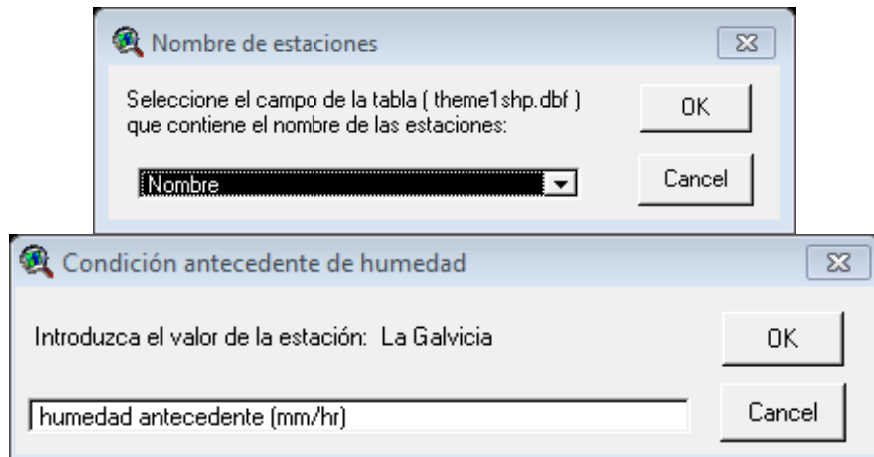 Nombre de estaciones
Seleccione el campo de la tabla ( theme1shp.dbf )
que contiene el nombre de las estaciones:
OK
Nombre
Cancel
Condición antecedente de humedad
Introduzca el valor de la estación: La Galvicia
OK
humedad antecedente (mm/hr)
Cancel